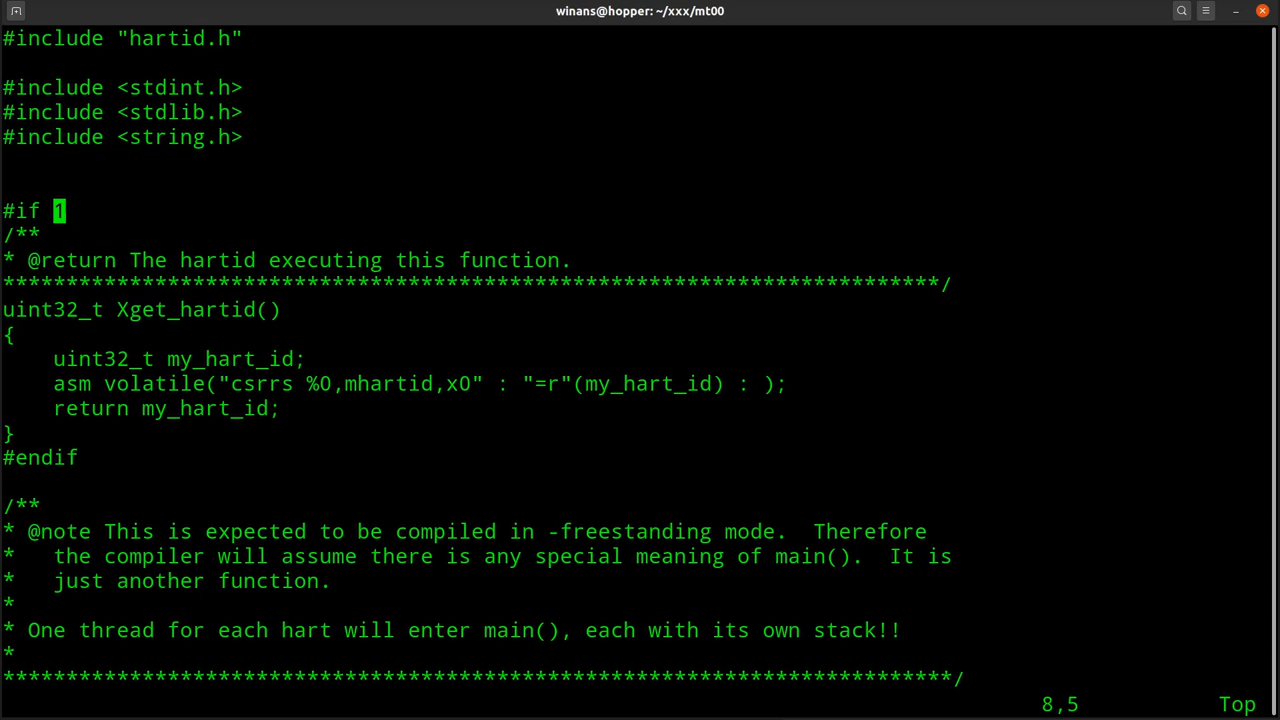 winans@hopper: ~/xxx/mt00
#include "hartid.h"
#include <stdint.h>
#include <stdlib.h>
#include <string.h>
#if 1
/**
* @return The hartid executing this function.
***************************************************************************/
uint32_t Xget_hartid()
{
    uint32_t my_hart_id;
    asm volatile("csrrs %0,mhartid,x0" : "=r"(my_hart_id) : );
    return my_hart_id;
}
#endif
/**
* @note This is expected to be compiled in -freestanding mode.  Therefore
*   the compiler will assume there is any special meaning of main().  It is
*   just another function.
*
* One thread for each hart will enter main(), each with its own stack!!
*
****************************************************************************/
8,5 Top